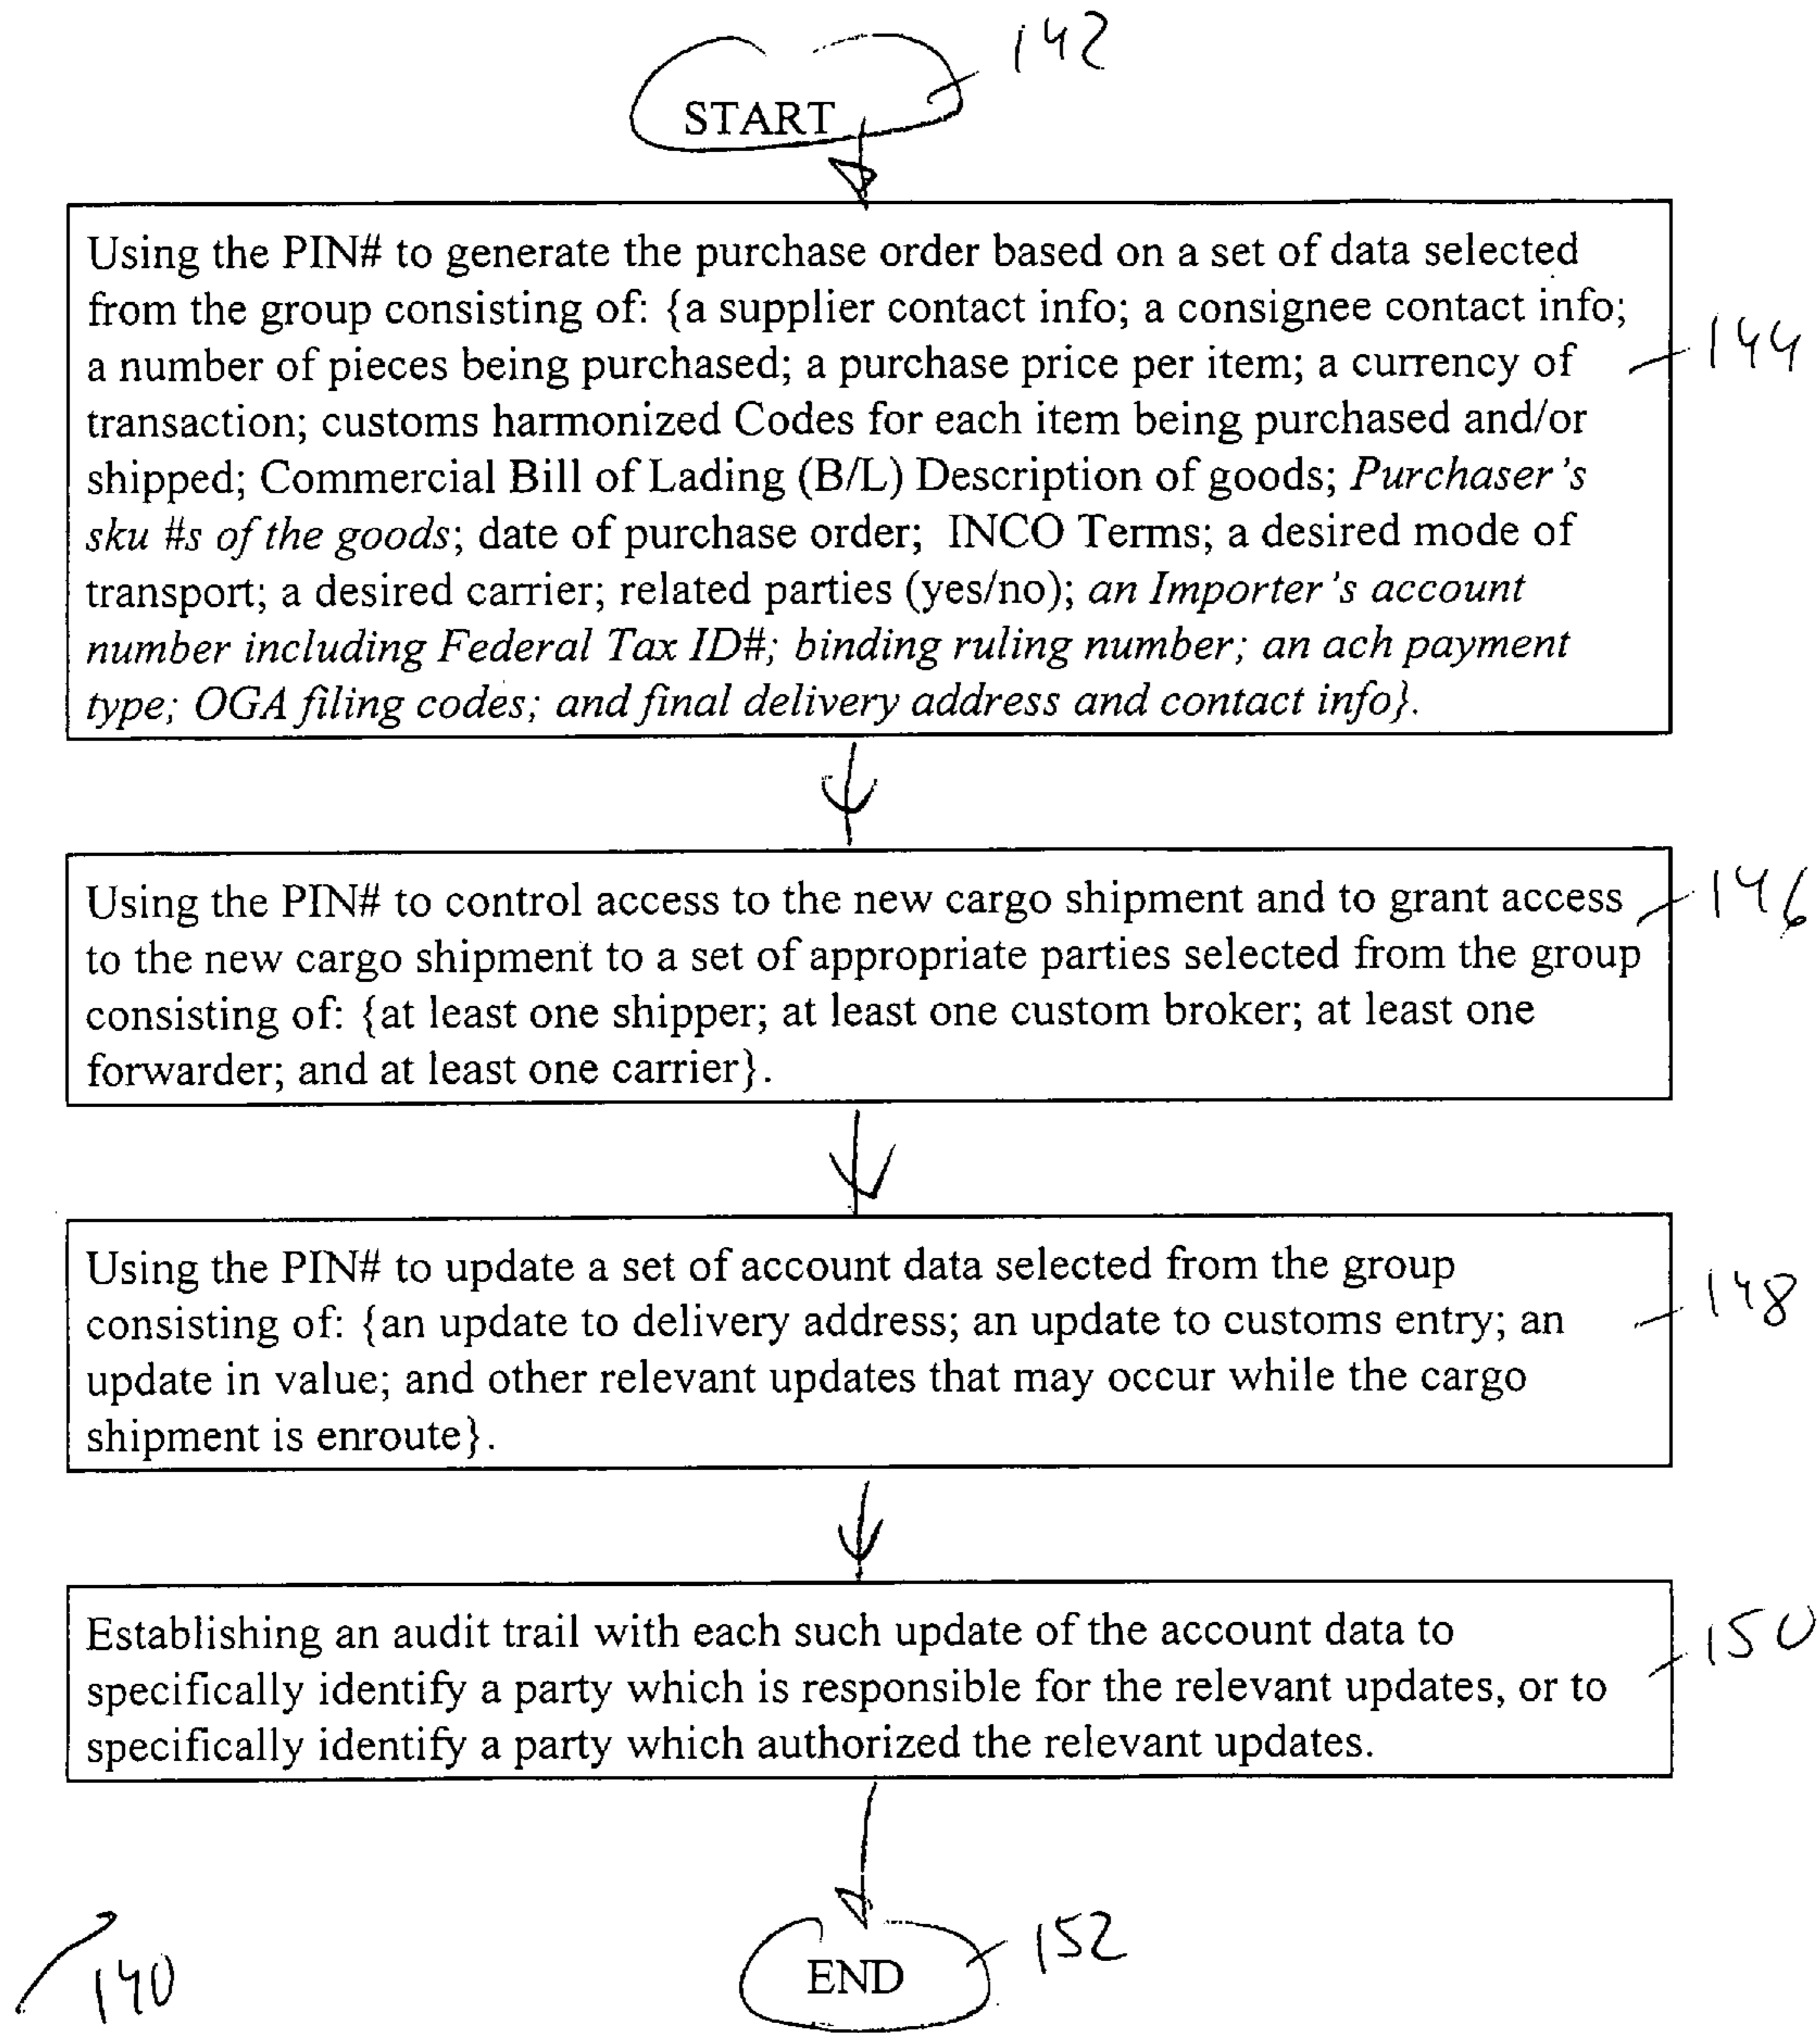 142
START
Using the PIN# to generate the purchase order based on a set of data selected
from the group consisting of: {a supplier contact info; a consignee contact info;
a number of pieces being purchased; a purchase price per item; a currency of
transaction; customs harmonized Codes for each item being purchased and/or
shipped; Commercial Bill of Lading (B/L) Description of goods; Purchaser's
sku #s of the goods; date of purchase order; INCO Terms; a desired mode of
transport; a desired carrier; related parties (yes/no); an Importer's account
number including Federal Tax ID#; binding ruling number; an ach payment
type; OGA filing codes; and final delivery address and contact info}.
144
Using the PIN# to control access to the new cargo shipment and to grant access
to the new cargo shipment to a set of appropriate parties selected from the group
consisting of: {at least one shipper; at least one custom broker; at least one
forwarder; and at least one carrier}.
146
Using the PIN# to update a set of account data selected from the group
consisting of: {an update to delivery address; an update to customs entry; an
update in value; and other relevant updates that may occur while the cargo
shipment is enroute}.
148
Establishing an audit trail with each such update of the account data to
specifically identify a party which is responsible for the relevant updates, or to
specifically identify a party which authorized the relevant updates.
150
END
152
140